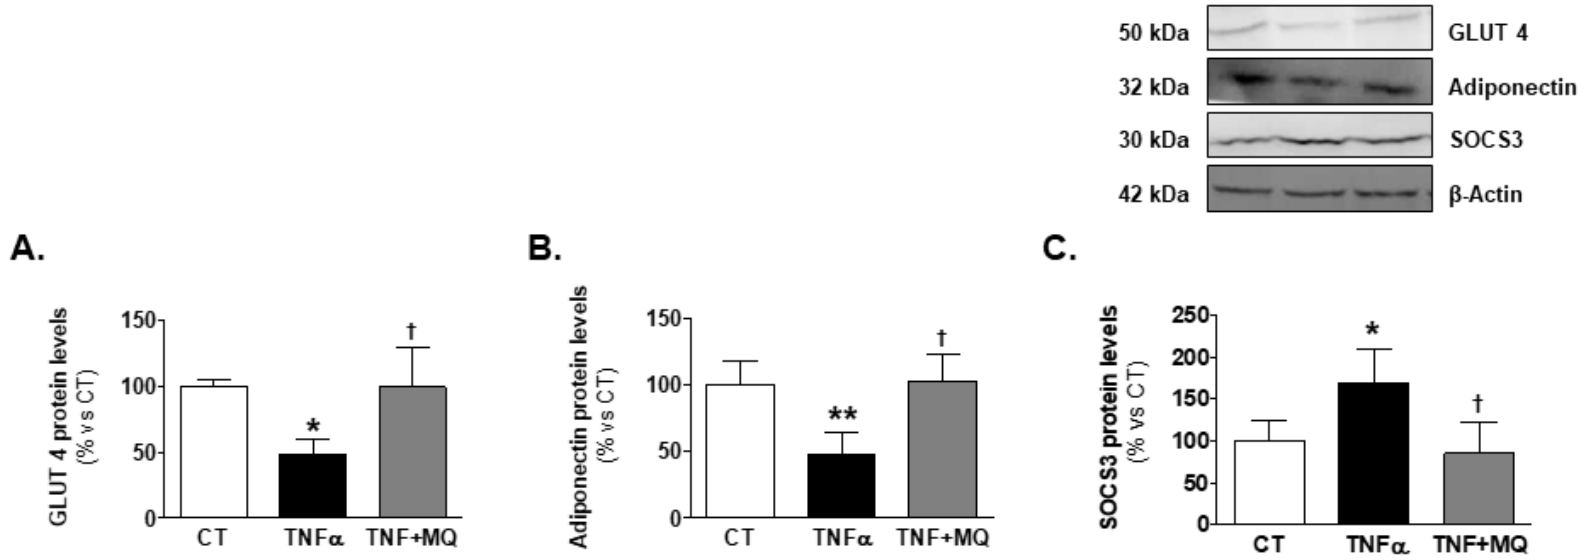 50 kDa GLUT 4
32 kDa Adiponectin
30 kDa SOCS3
42 kDa β-Actin
A.
GLUT 4 protein levels
(% vs CT)
150
100
50
0
*
†
CT TNFα TNF+MQ
B.
Adiponectin protein levels
(% vs CT)
150
100
50
0
**
†
CT TNFα TNF+MQ
C.
SOCS3 protein levels
(% vs CT)
250
200
150
100
50
0
*
†
CT TNFα TNF+MQ